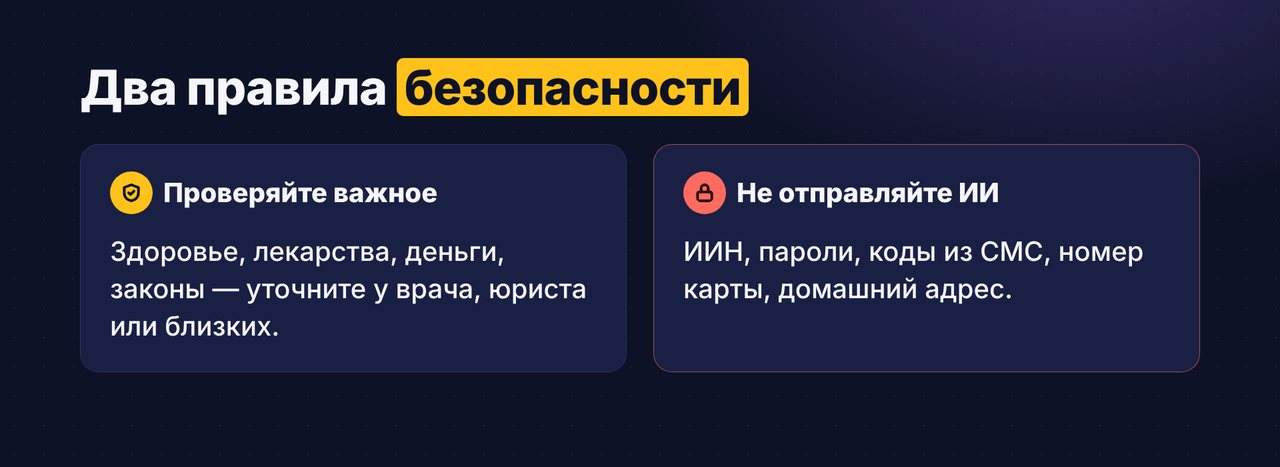 Два правила безопасности
Проверяйте важное
Здоровье, лекарства, деньги,
законы — уточните у врача, юриста
или близких.
Не отправляйте ИИ
ИИН, пароли, коды из СМС, номер
карты, домашний адрес.